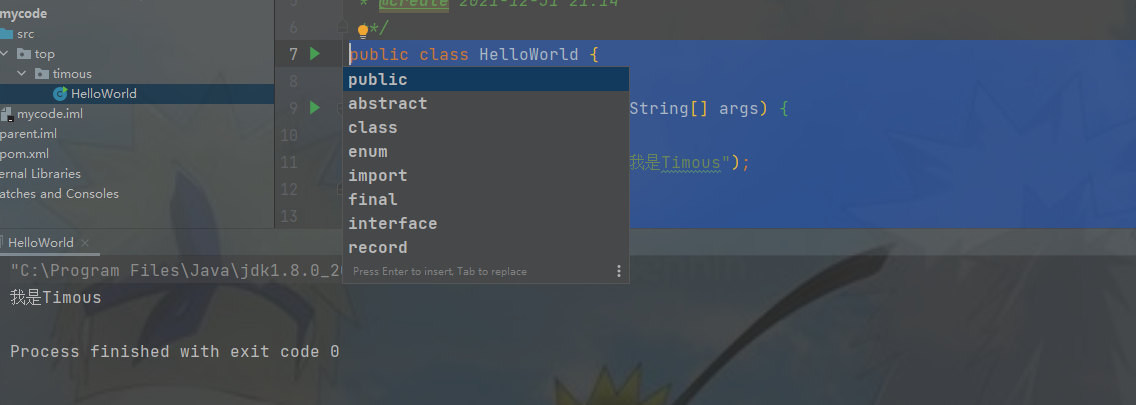 mycode
src
top
timous
HelloWorld
mycode.iml
parent.iml
pom.xml
ernal Libraries
atches and Consoles
* @Create 2021-12-31 21:14
6 **/
7 public class HelloWorld {
8
9 String[] args) {
10
11 我是Timous");
12
13
public
abstract
class
enum
import
final
interface
record
Press Enter to insert, Tab to replace
HelloWorld ×
"C:\Program Files\Java\jdk1.8.0_20
我是Timous
Process finished with exit code 0